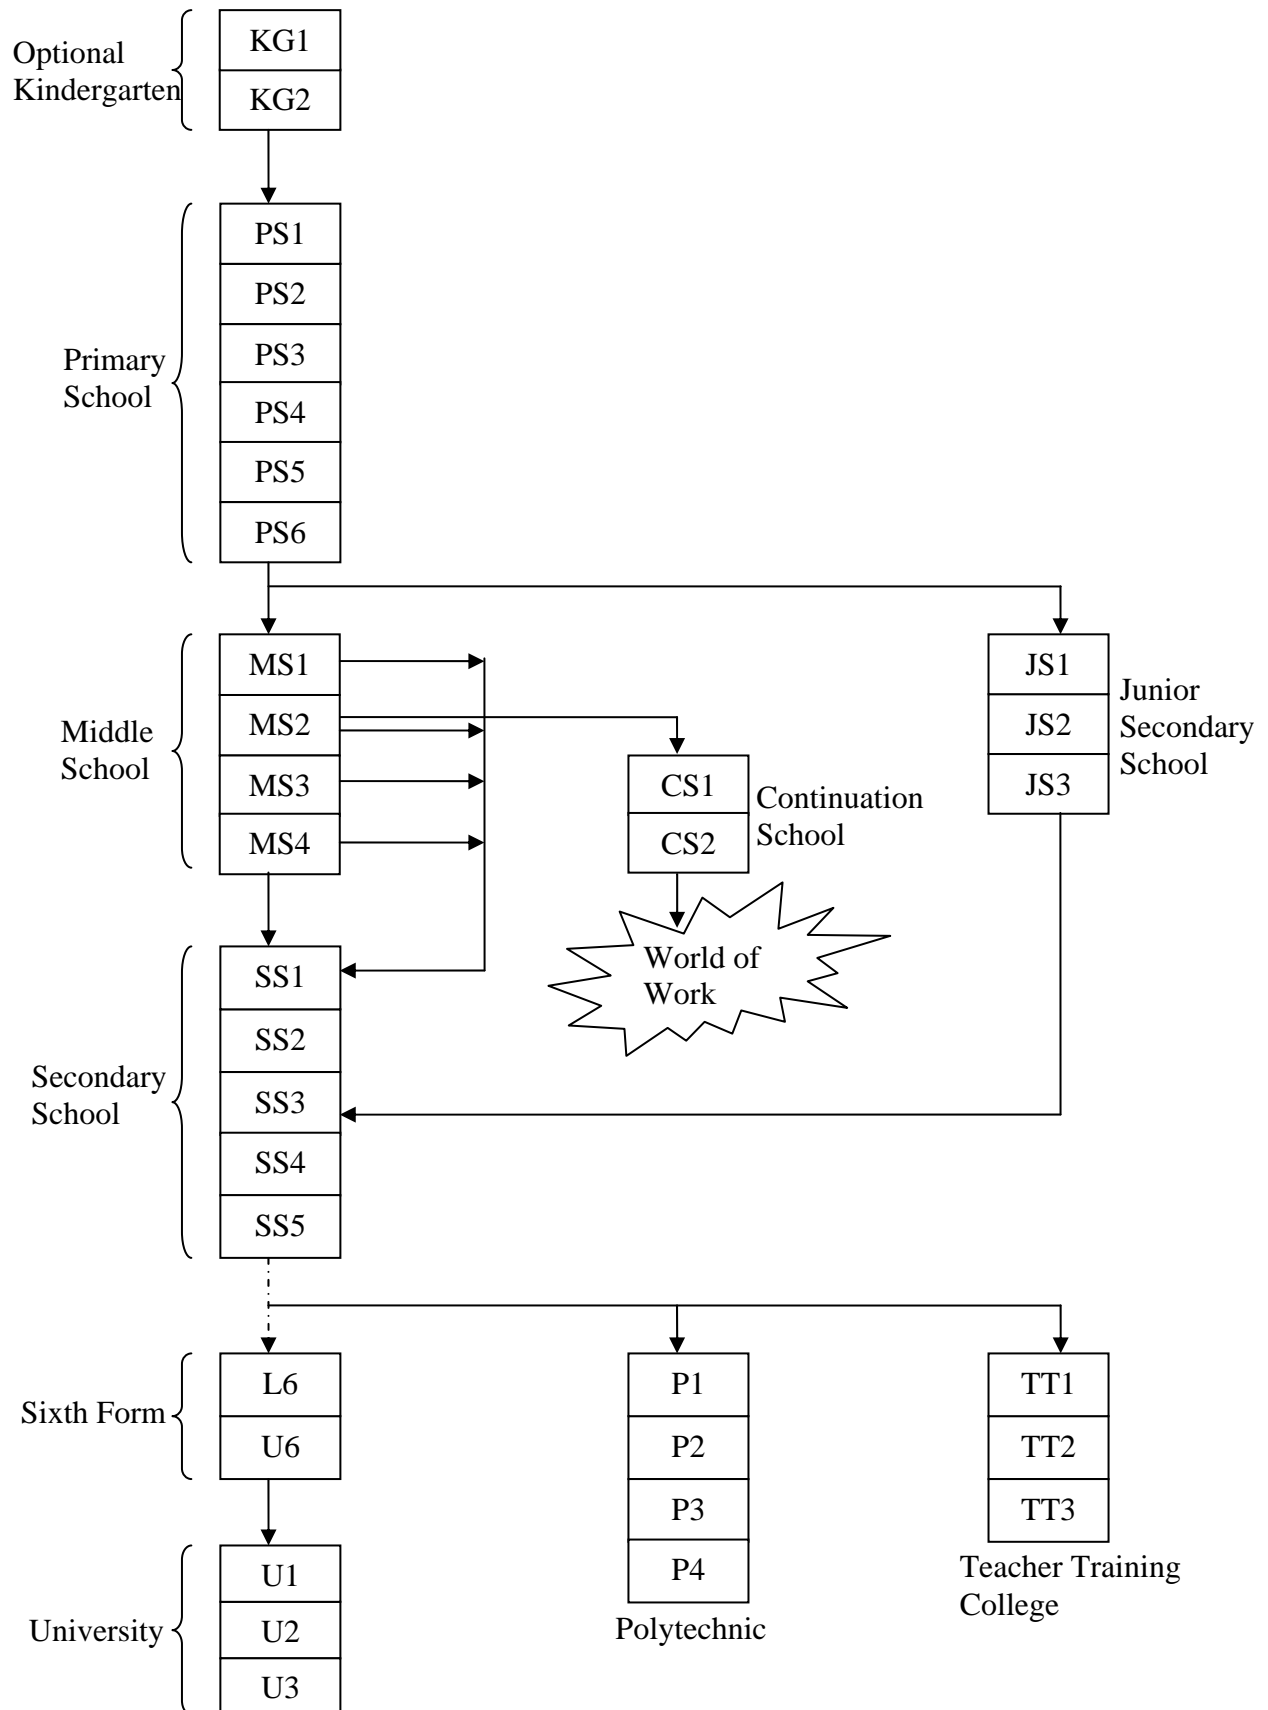 Optional
Kindergarten
KG1
KG2
Primary
School
PS1
PS2
PS3
PS4
PS5
PS6
Middle
School
MS1
MS2
MS3
MS4
CS1
CS2
Continuation
School
JS1
JS2
JS3
Junior
Secondary
School
World of
Work
Secondary
School
SS1
SS2
SS3
SS4
SS5
Sixth Form
L6
U6
P1
P2
P3
P4
Polytechnic
TT1
TT2
TT3
Teacher Training
College
University
U1
U2
U3